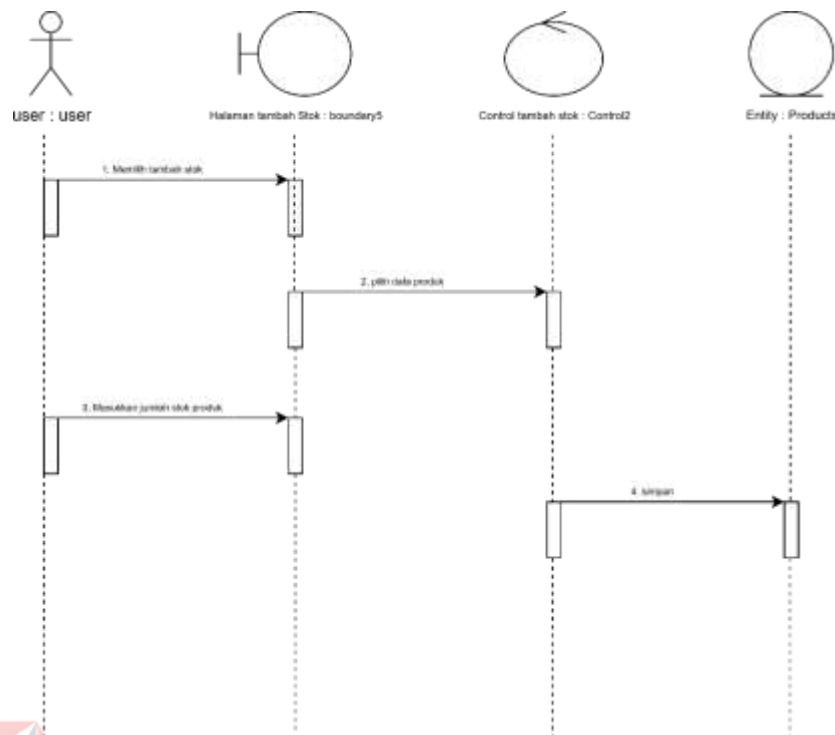 user : user
Halaman tambah Stok : boundary5
Control tambah stok : Control2
Entity : Products
1. Memilih tambah stok
2. pilih data produk
3. Masukkan jumlah stok produk
4. simpan